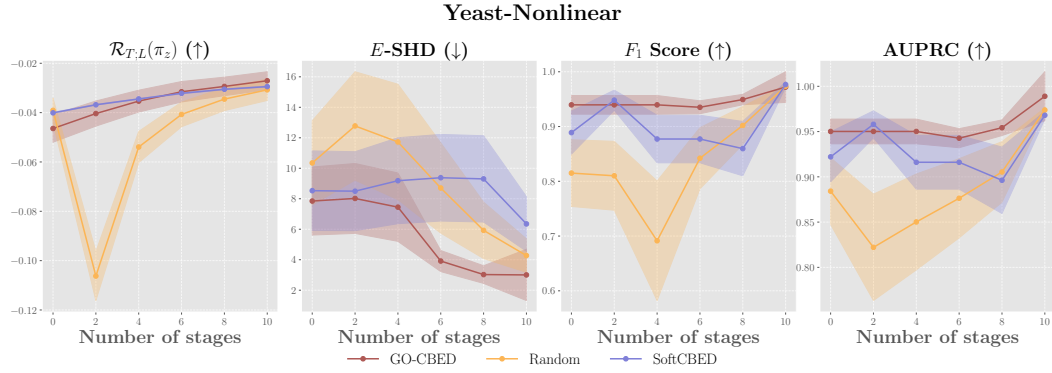 Yeast-Nonlinear
$\mathcal{R}_{T;L}(\pi_z)$ (↑)
−0.02
−0.04
−0.06
−0.08
−0.10
−0.12
0 2 4 6 8 10
Number of stages
E-SHD (↓)
16
14
12
10
8
6
4
2
0 2 4 6 8 10
Number of stages
F₁ Score (↑)
1.0
0.9
0.8
0.7
0.6
0 2 4 6 8 10
Number of stages
AUPRC (↑)
1.00
0.95
0.90
0.85
0.80
0 2 4 6 8 10
Number of stages
GO-CBED Random SoftCBED